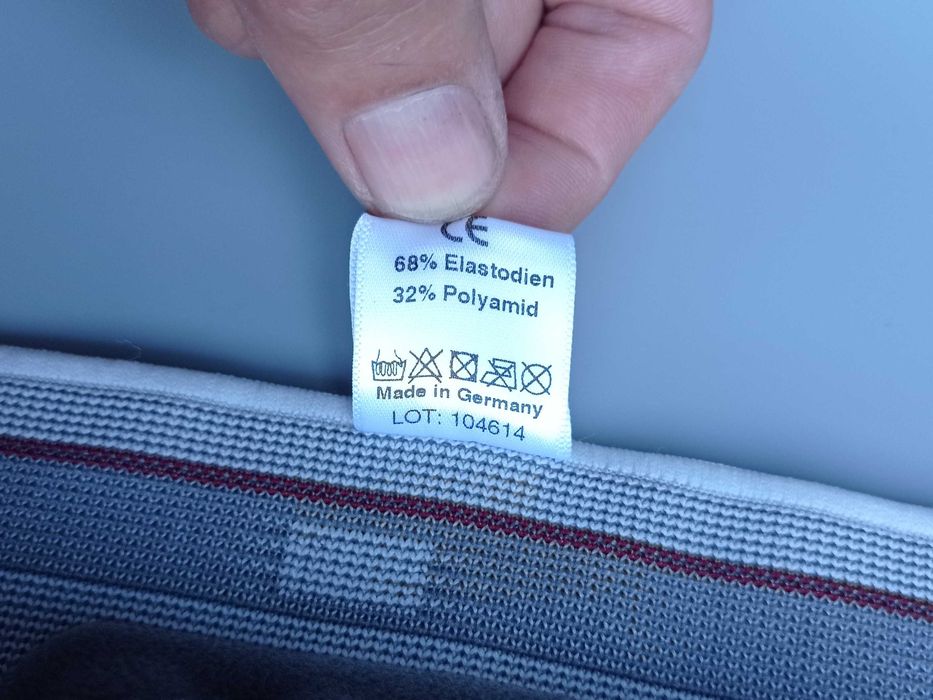 CE
68% Elastodien
32% Polyamid
Made in Germany
LOT: 104614